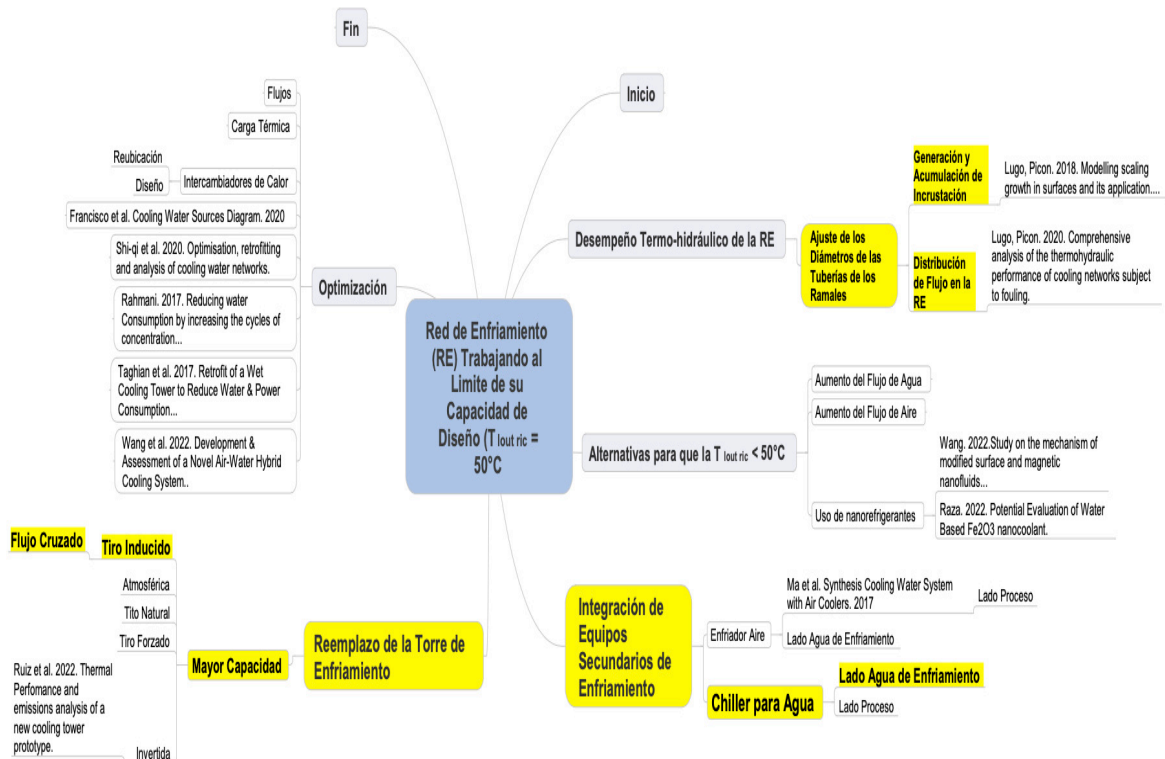 Fin
Inicio
Flujos
Carga Térmica
Reubicación
Diseño
Intercambiadores de Calor
Francisco et al. Cooling Water Sources Diagram. 2020
Shi-qi et al. 2020. Optimisation, retrofitting
and analysis of cooling water networks.
Rahmani. 2017. Reducing water
Consumption by increasing the cycles of
concentration...
Taghian et al. 2017. Retrofit of a Wet
Cooling Tower to Reduce Water & Power
Consumption...
Wang et al. 2022. Development &
Assessment of a Novel Air-Water Hybrid
Cooling System..
Optimización
Red de Enfriamiento
(RE) Trabajando al
Limite de su
Capacidad de
Diseño (T lout ric =
50°C
Desempeño Termo-hidráulico de la RE
Ajuste de los
Diámetros de las
Tuberías de los
Ramales
Generación y
Acumulación de
Incrustación
Lugo, Picon. 2018. Modelling scaling
growth in surfaces and its application....
Distribución
de Flujo en la
RE
Lugo, Picon. 2020. Comprehensive
analysis of the thermohydraulic
performance of cooling networks subject
to fouling.
Alternativas para que la T lout ric < 50°C
Aumento del Flujo de Agua
Aumento del Flujo de Aire
Uso de nanorefrigerantes
Wang. 2022.Study on the mechanism of
modified surface and magnetic
nanofluids...
Raza. 2022. Potential Evaluation of Water
Based Fe2O3 nanocoolant.
Integración de
Equipos
Secundarios de
Enfriamiento
Enfriador Aire
Ma et al. Synthesis Cooling Water System
with Air Coolers. 2017
Lado Proceso
Lado Agua de Enfriamiento
Chiller para Agua
Lado Agua de Enfriamiento
Lado Proceso
Reemplazo de la Torre de
Enfriamiento
Mayor Capacidad
Flujo Cruzado
Tiro Inducido
Atmosférica
Tito Natural
Tiro Forzado
Ruiz et al. 2022. Thermal
Perfomance and
emissions analysis of a
new cooling tower
prototype.
Invertida